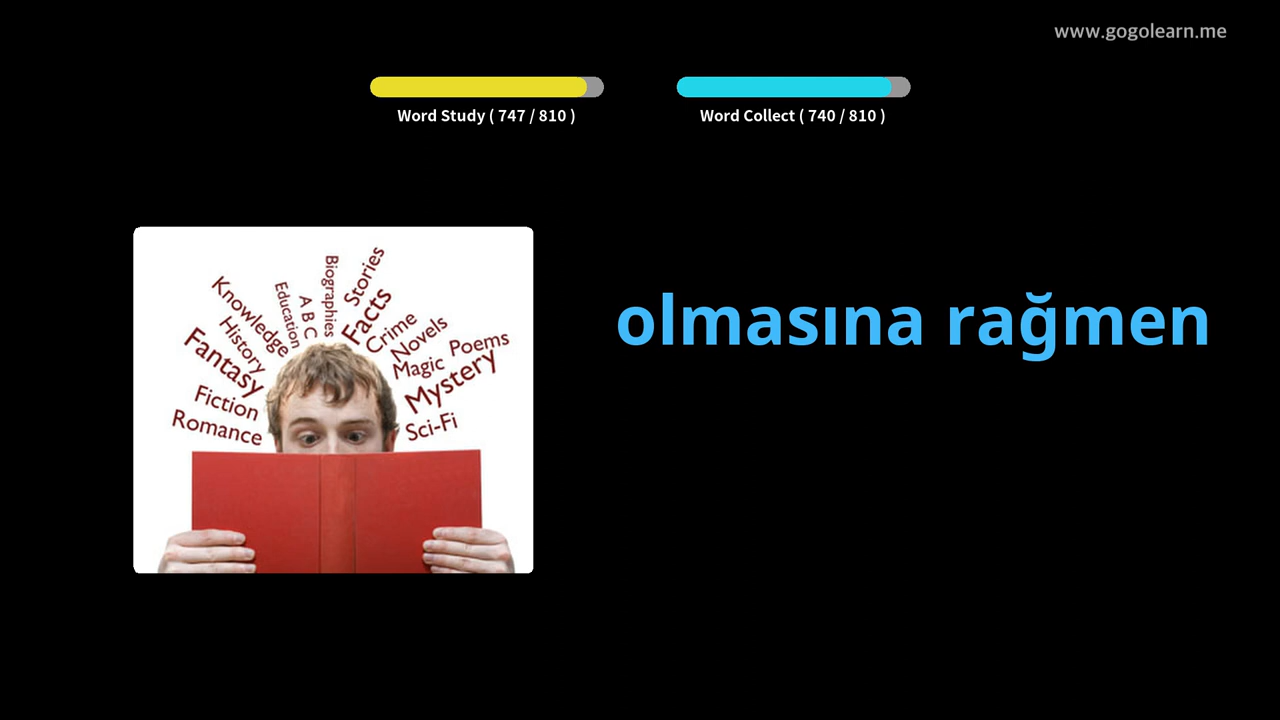 www.gogolearn.me
Word Study ( 747 / 810 )
Word Collect ( 740 / 810 )
olmasına rağmen
Knowledge
Education
A B C
Biographies
Stories
Facts
History
Crime
Novels
Fantasy
Magic
Poems
Mystery
Fiction
Romance
Sci-Fi